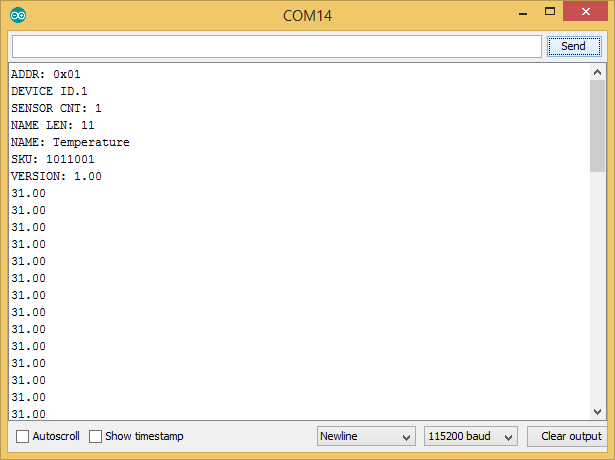 COM14
Send
ADDR: 0x01
DEVICE ID.1
SENSOR CNT: 1
NAME LEN: 11
NAME: Temperature
SKU: 1011001
VERSION: 1.00
31.00
31.00
31.00
31.00
31.00
31.00
31.00
31.00
31.00
31.00
31.00
31.00
31.00
31.00
Autoscroll Show timestamp Newline 115200 baud Clear output